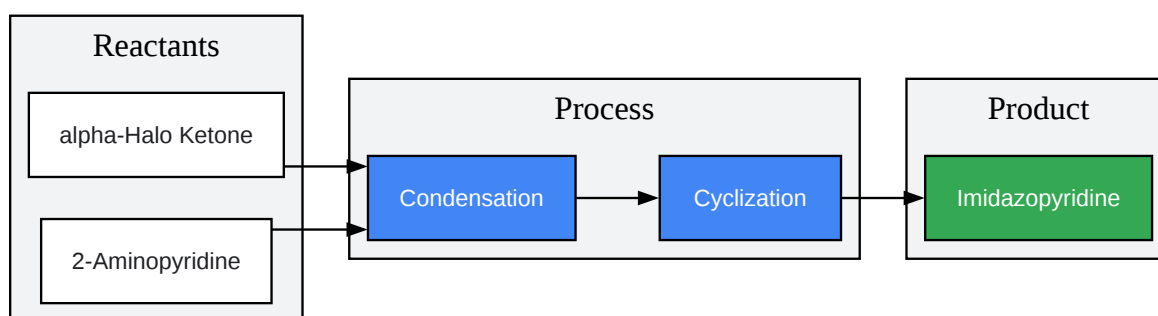 Reactants
alpha-Halo Ketone
2-Aminopyridine
Process
Condensation
Cyclization
Product
Imidazopyridine